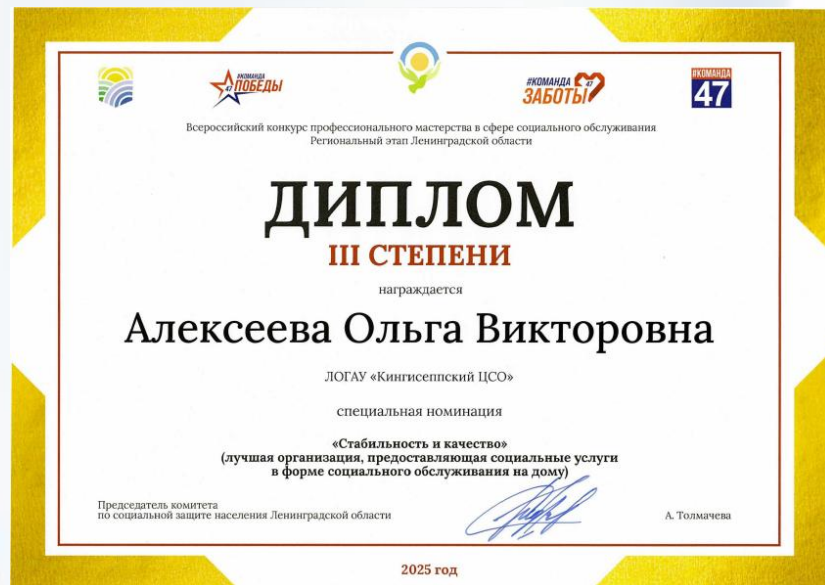 #КОМАНДА
47 ПОБЕДЫ
#КОМАНДА
ЗАБОТЫ 47
#КОМАНДА
47
Всероссийский конкурс профессионального мастерства в сфере социального обслуживания
Региональный этап Ленинградской области
ДИПЛОМ
III СТЕПЕНИ
награждается
Алексеева Ольга Викторовна
ЛОГАУ «Кингисеппский ЦСО»
специальная номинация
«Стабильность и качество»
(лучшая организация, предоставляющая социальные услуги
в форме социального обслуживания на дому)
Председатель комитета
по социальной защите населения Ленинградской области
А. Толмачева
2025 год